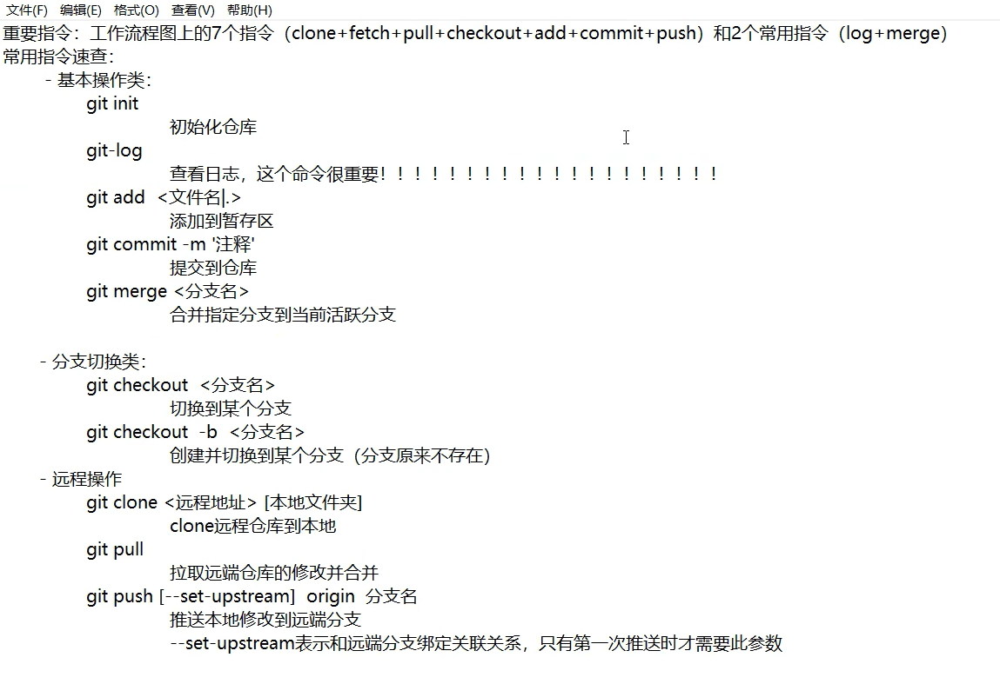 文件(F) 编辑(E) 格式(O) 查看(V) 帮助(H)
重要指令：工作流程图上的7个指令（clone+fetch+pull+checkout+add+commit+push）和2个常用指令（log+merge）
常用指令速查：
- 基本操作类：
git init
初始化仓库
git-log
查看日志，这个命令很重要！！！！！！！！！！！！！！！！！！！！
git add <文件名|.>
添加到暂存区
git commit -m '注释'
提交到仓库
git merge <分支名>
合并指定分支到当前活跃分支
- 分支切换类：
git checkout <分支名>
切换到某个分支
git checkout -b <分支名>
创建并切换到某个分支（分支原来不存在）
- 远程操作
git clone <远程地址> [本地文件夹]
clone远程仓库到本地
git pull
拉取远端仓库的修改并合并
git push [--set-upstream] origin 分支名
推送本地修改到远端分支
--set-upstream表示和远端分支绑定关联关系，只有第一次推送时才需要此参数